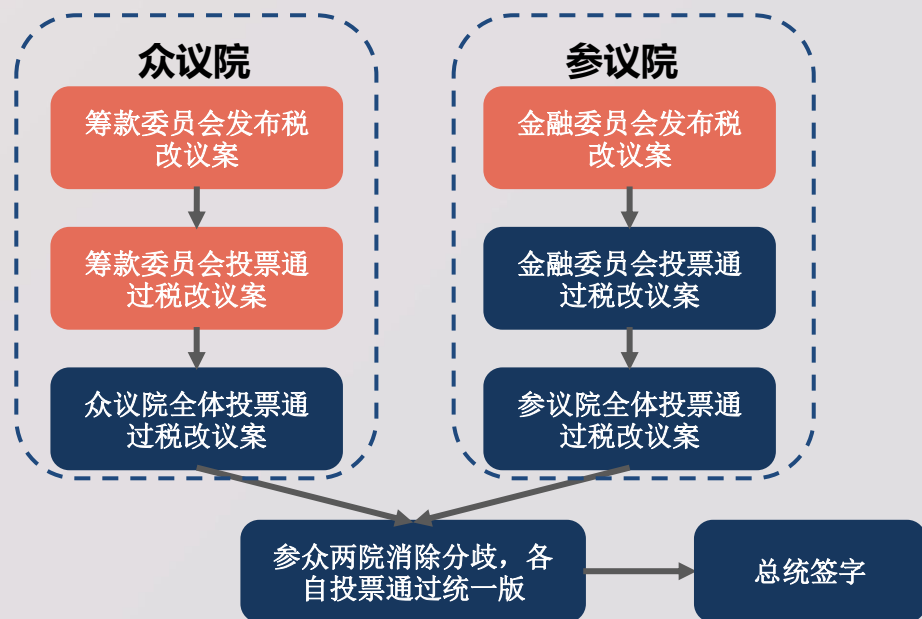 众议院
筹款委员会发布税
改议案
筹款委员会投票通
过税改议案
众议院全体投票通
过税改议案
参议院
金融委员会发布税
改议案
金融委员会投票通
过税改议案
参议院全体投票通
过税改议案
参众两院消除分歧，各
自投票通过统一版
总统签字